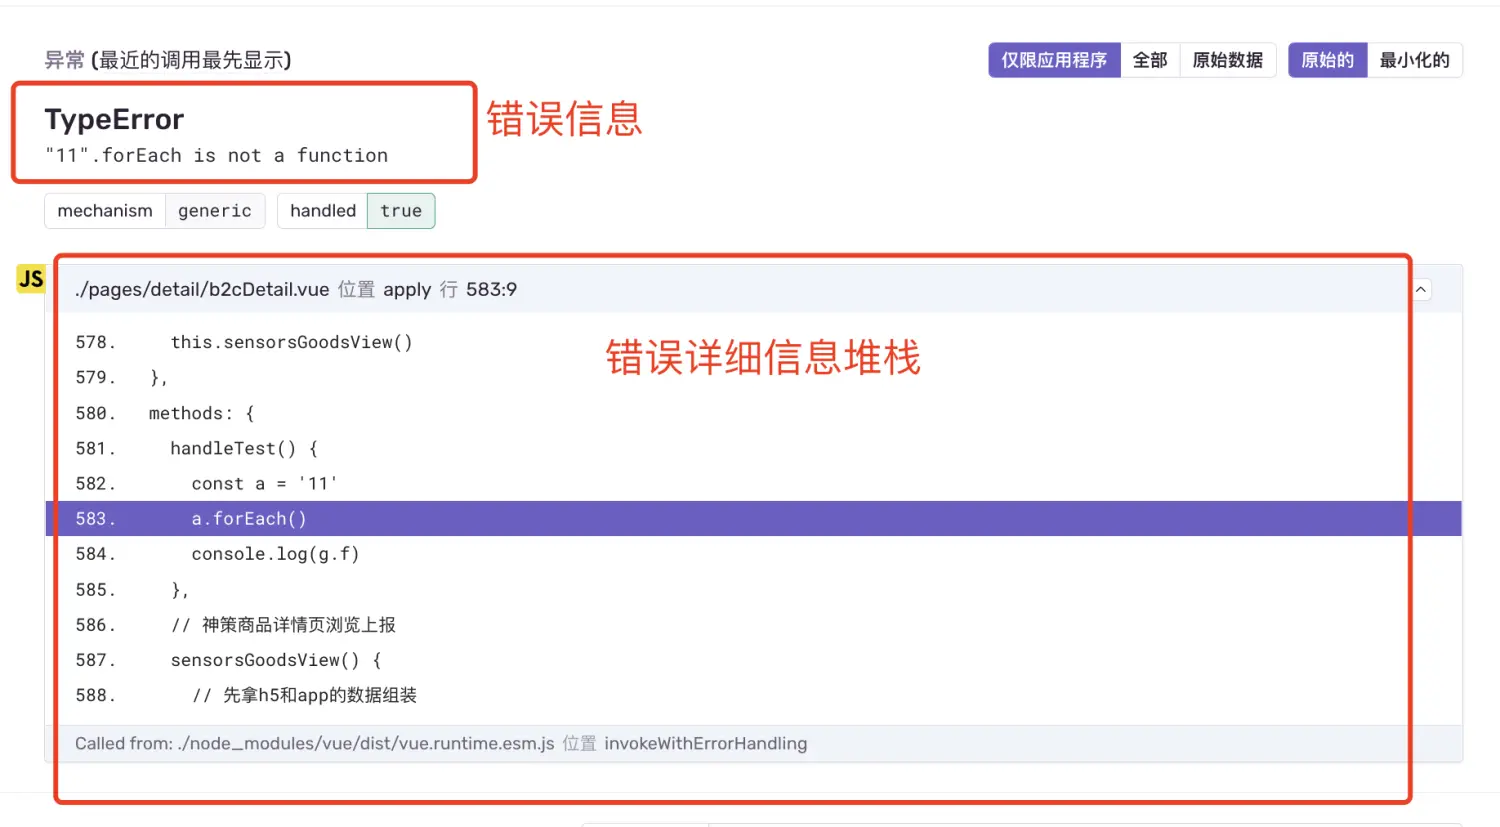 异常 (最近的调用最先显示)
仅限应用程序 全部 原始数据 原始的 最小化的
TypeError
"11".forEach is not a function
错误信息
mechanism generic handled true
JS
./pages/detail/b2cDetail.vue 位置 apply 行 583:9
578. this.sensorsGoodsView()
错误详细信息堆栈
579. },
580. methods: {
581. handleTest() {
582. const a = '11'
583. a.forEach()
584. console.log(g.f)
585. },
586. // 神策商品详情页浏览上报
587. sensorsGoodsView() {
588. // 先拿h5和app的数据组装
Called from: ./node_modules/vue/dist/vue.runtime.esm.js 位置 invokeWithErrorHandling